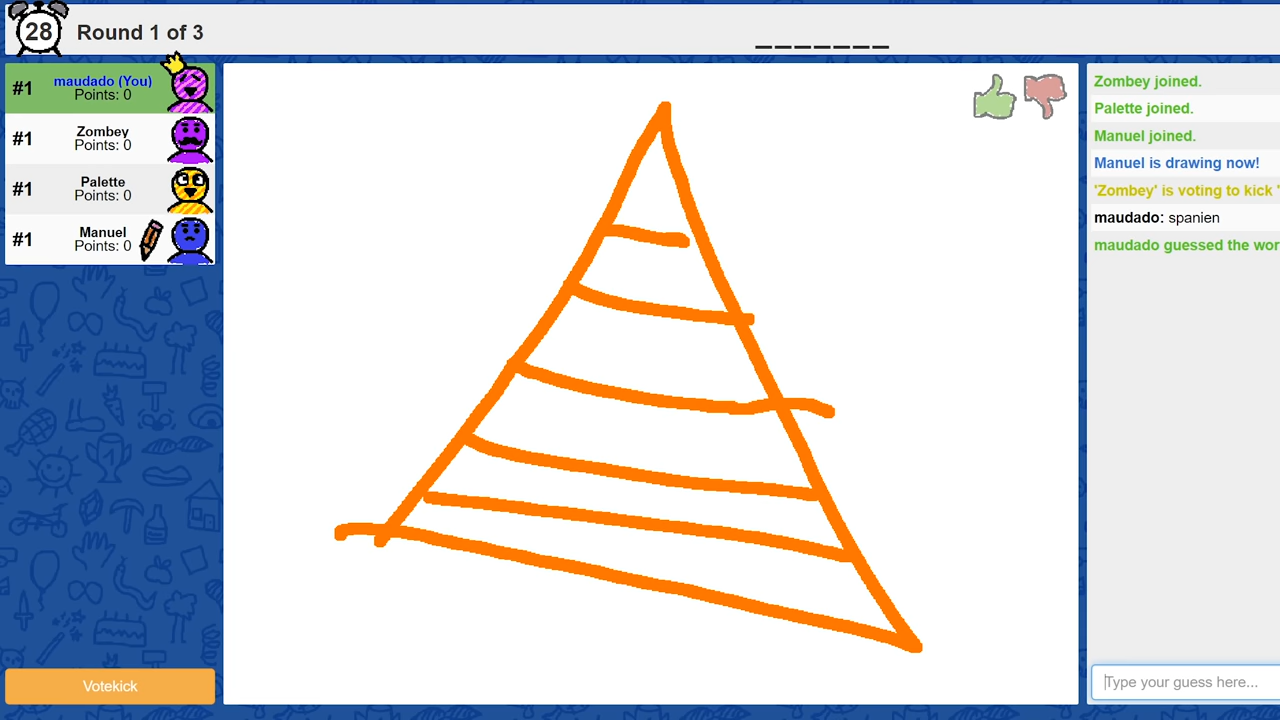 28
Round 1 of 3
_ _ _ _ _ _ _
#1
maudado (You)
Points: 0
#1
Zombey
Points: 0
#1
Palette
Points: 0
#1
Manuel
Points: 0
Votekick
Zombey joined.
Palette joined.
Manuel joined.
Manuel is drawing now!
'Zombey' is voting to kick '
maudado: spanien
maudado guessed the wor
Type your guess here...